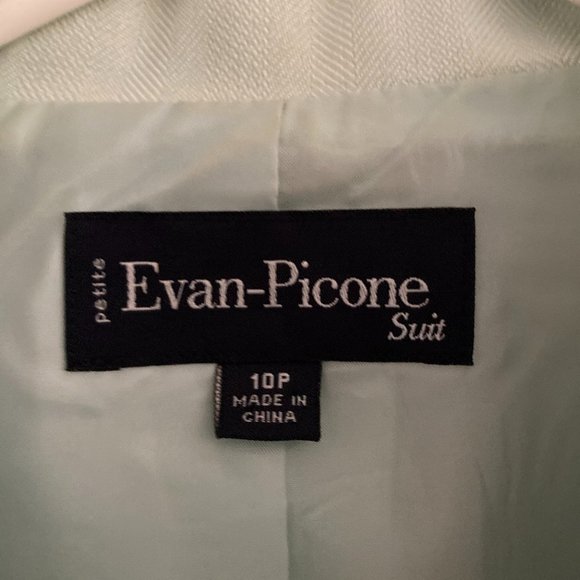 petite
Evan-Picone
Suit
10P
MADE IN
CHINA